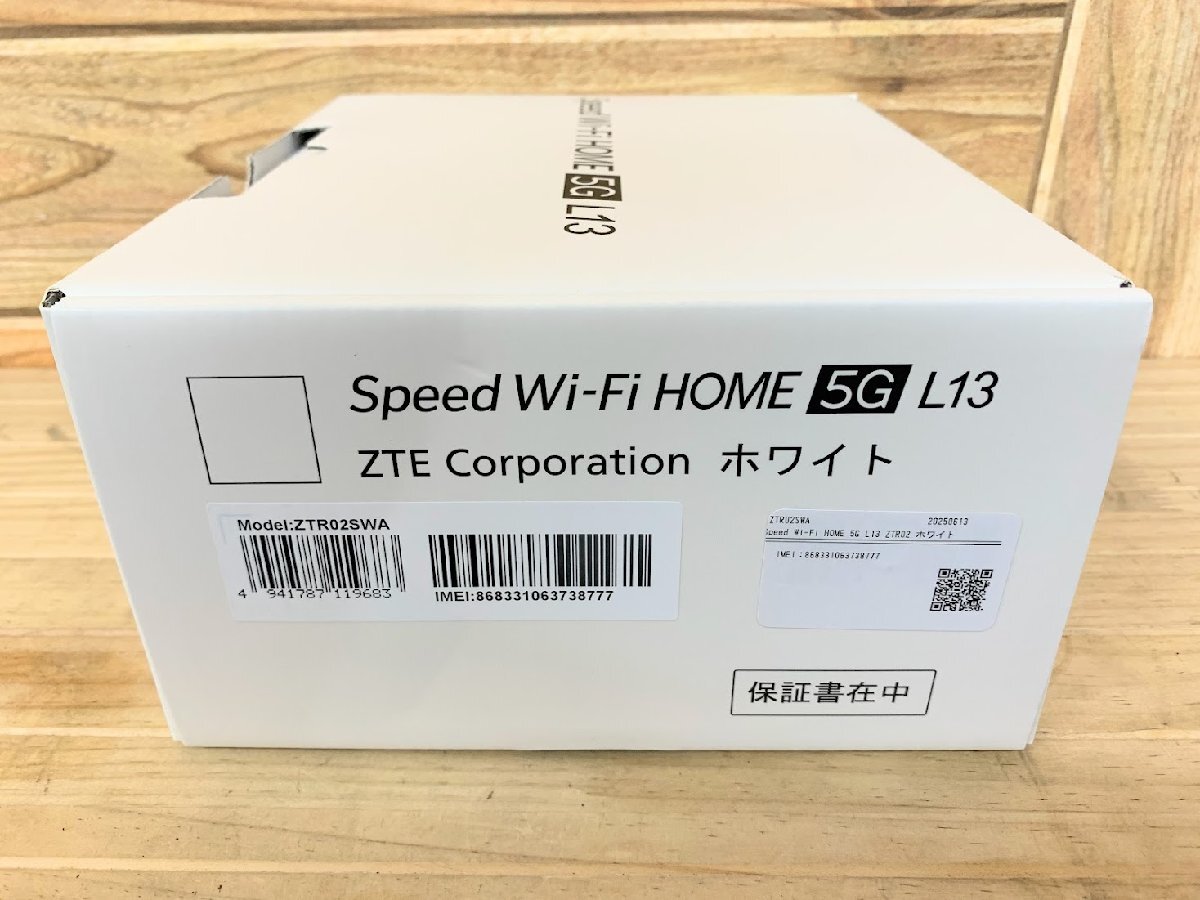 Speed Wi-Fi HOME 5G L13
Speed Wi-Fi HOME 5G L13
ZTE Corporation ホワイト
Model:ZTR02SWA
4 941787 119683
IMEI:868331063738777
ZTR02SWA 20250613
Speed Wi-Fi HOME 5G L13 ZTR02 ホワイト
IMEI:868331063738777
保証書在中